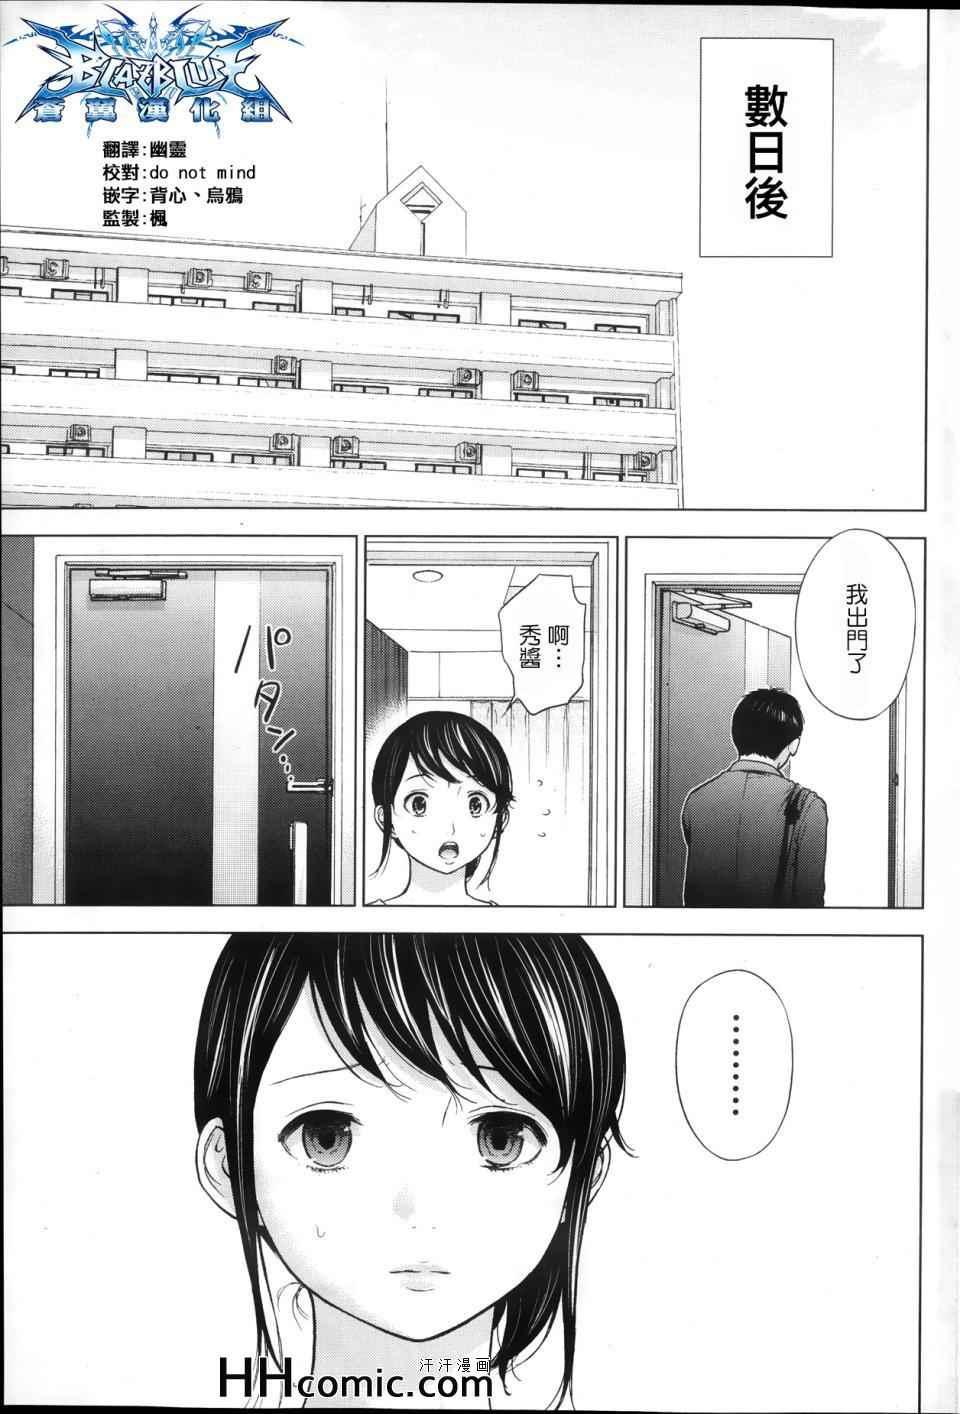 BLAZBLUE
蒼翼漢化組
翻譯:幽靈
校對:do not mind
嵌字:背心、烏鴉
監製:楓
數日後
我出門了
啊…
秀醬
パタン…
………
汗汗漫画
HHcomic.com